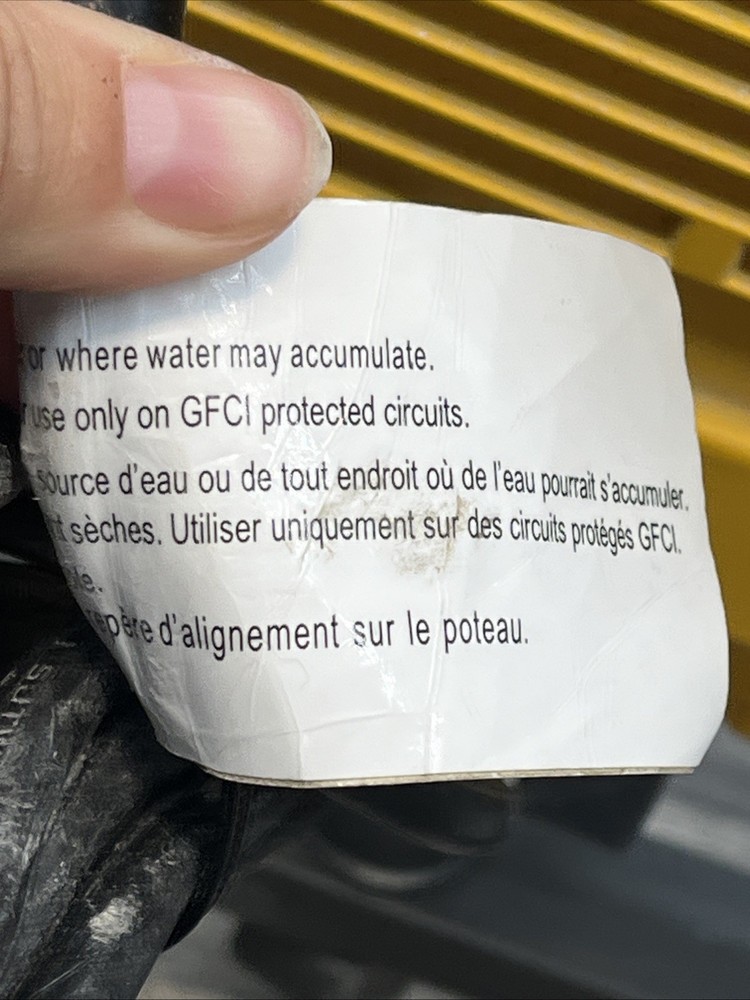 or where water may accumulate.
use only on GFCI protected circuits.
source d'eau ou de tout endroit où de l'eau pourrait s'accumuler.
sèches. Utiliser uniquement sur des circuits protégés GFCI.
repère d'alignement sur le poteau.